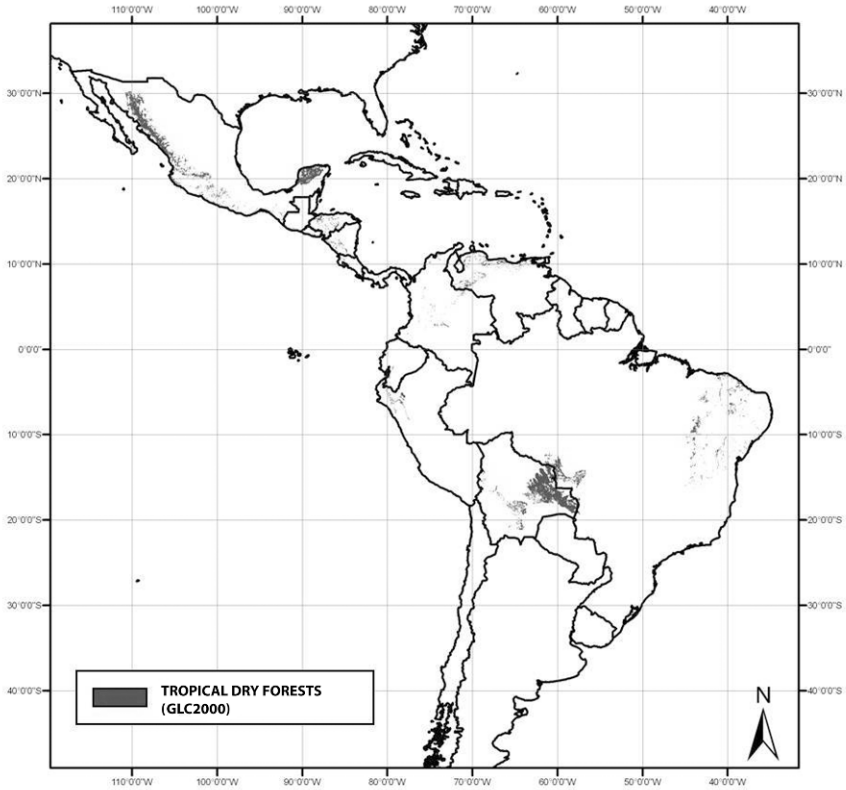 110°0'0"W 100°0'0"W 90°0'0"W 80°0'0"W 70°0'0"W 60°0'0"W 50°0'0"W 40°0'0"W
30°0'0"N 30°0'0"N
20°0'0"N 20°0'0"N
10°0'0"N 10°0'0"N
0°0'0" 0°0'0"
10°0'0"S 10°0'0"S
20°0'0"S 20°0'0"S
30°0'0"S 30°0'0"S
40°0'0"S 40°0'0"S
TROPICAL DRY FORESTS
(GLC2000)
N
110°0'0"W 100°0'0"W 90°0'0"W 80°0'0"W 70°0'0"W 60°0'0"W 50°0'0"W 40°0'0"W